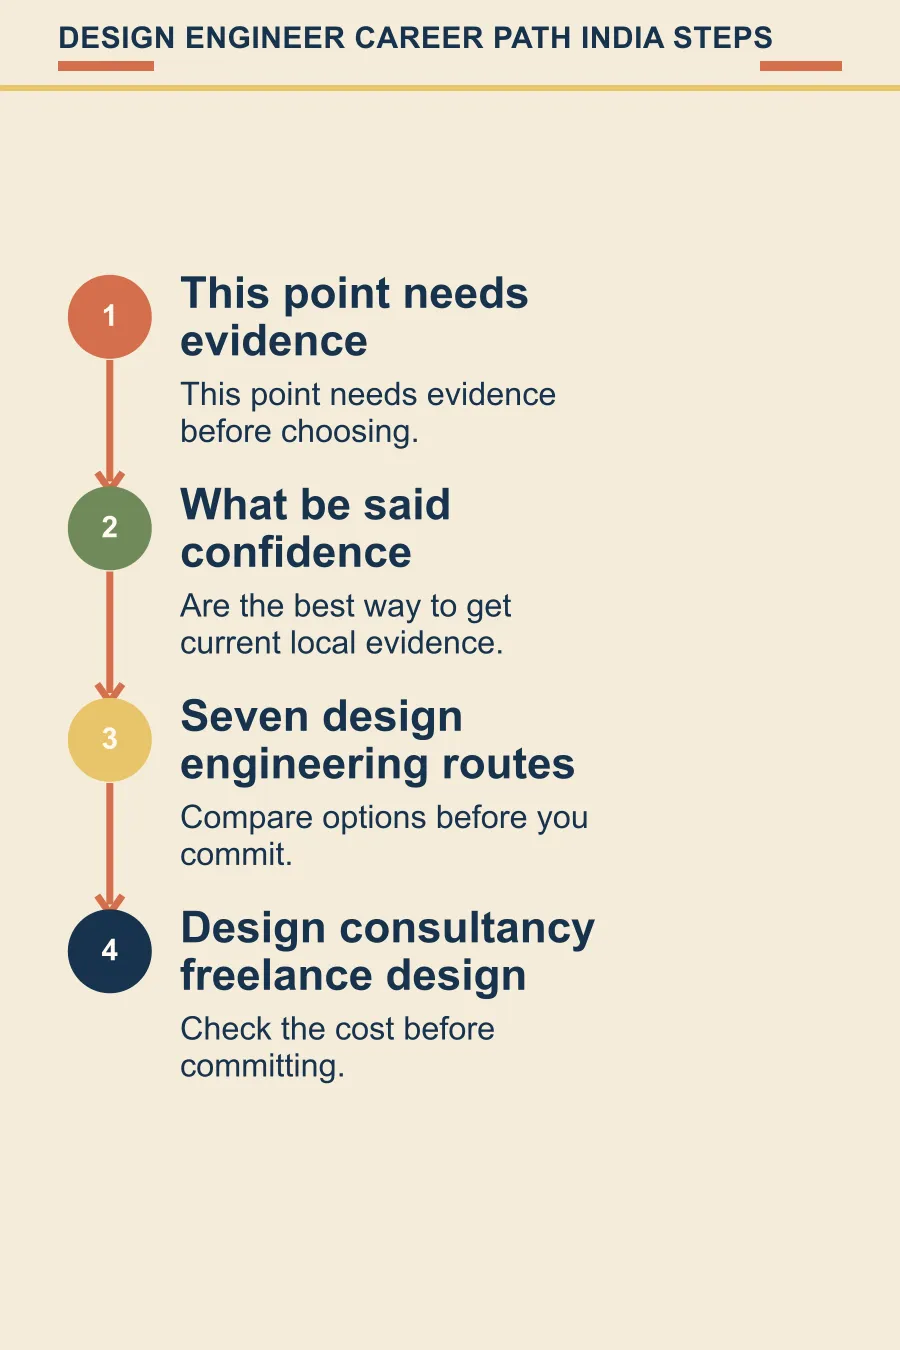 DESIGN ENGINEER CAREER PATH INDIA STEPS
1
This point needs
evidence
This point needs evidence
before choosing.
2
What be said
confidence
Are the best way to get
current local evidence.
3
Seven design
engineering routes
Compare options before you
commit.
4
Design consultancy
freelance design
Check the cost before
committing.